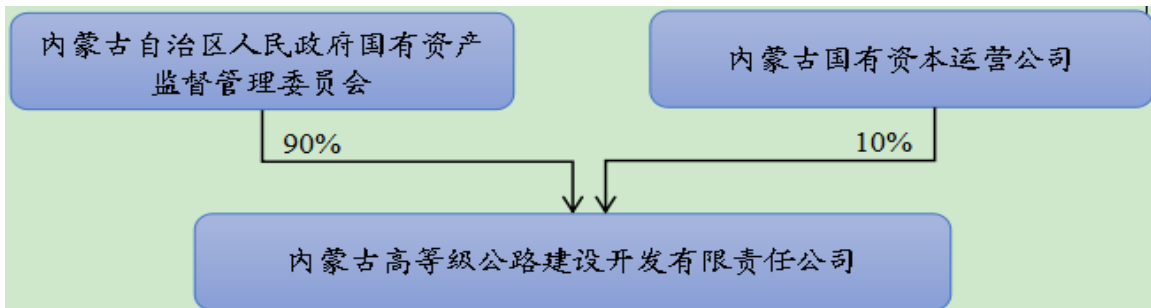 内蒙古自治区人民政府国有资产
监督管理委员会
内蒙古国有资本运营公司
90%
10%
内蒙古高等级公路建设开发有限责任公司